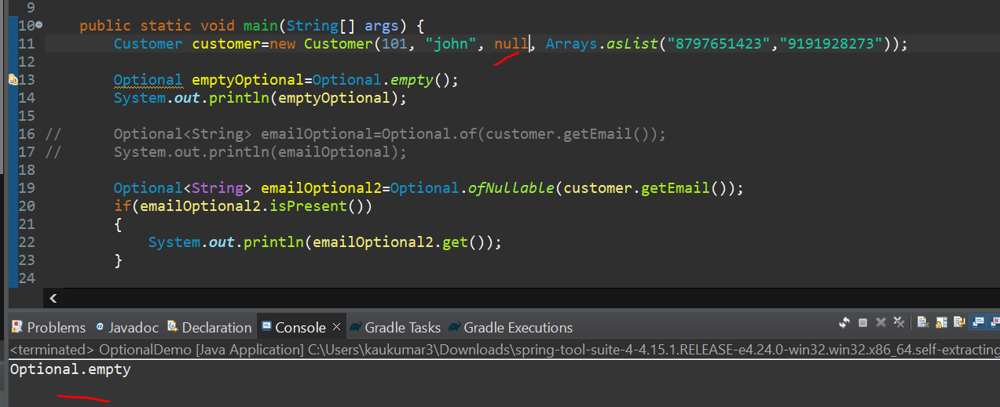 9
10 public static void main(String[] args) {
11 Customer customer=new Customer(101, "john", null, Arrays.asList("8797651423","9191928273"));
12
13 Optional emptyOptional=Optional.empty();
14 System.out.println(emptyOptional);
15
16 // Optional<String> emailOptional=Optional.of(customer.getEmail());
17 // System.out.println(emailOptional);
18
19 Optional<String> emailOptional2=Optional.ofNullable(customer.getEmail());
20 if(emailOptional2.isPresent())
21 {
22 System.out.println(emailOptional2.get());
23 }
24
Problems Javadoc Declaration Console Gradle Tasks Gradle Executions
<terminated> OptionalDemo [Java Application] C:\Users\kaukumar3\Downloads\spring-tool-suite-4-4.15.1.RELEASE-e4.24.0-win32.win32.x86_64.self-extracting
Optional.empty